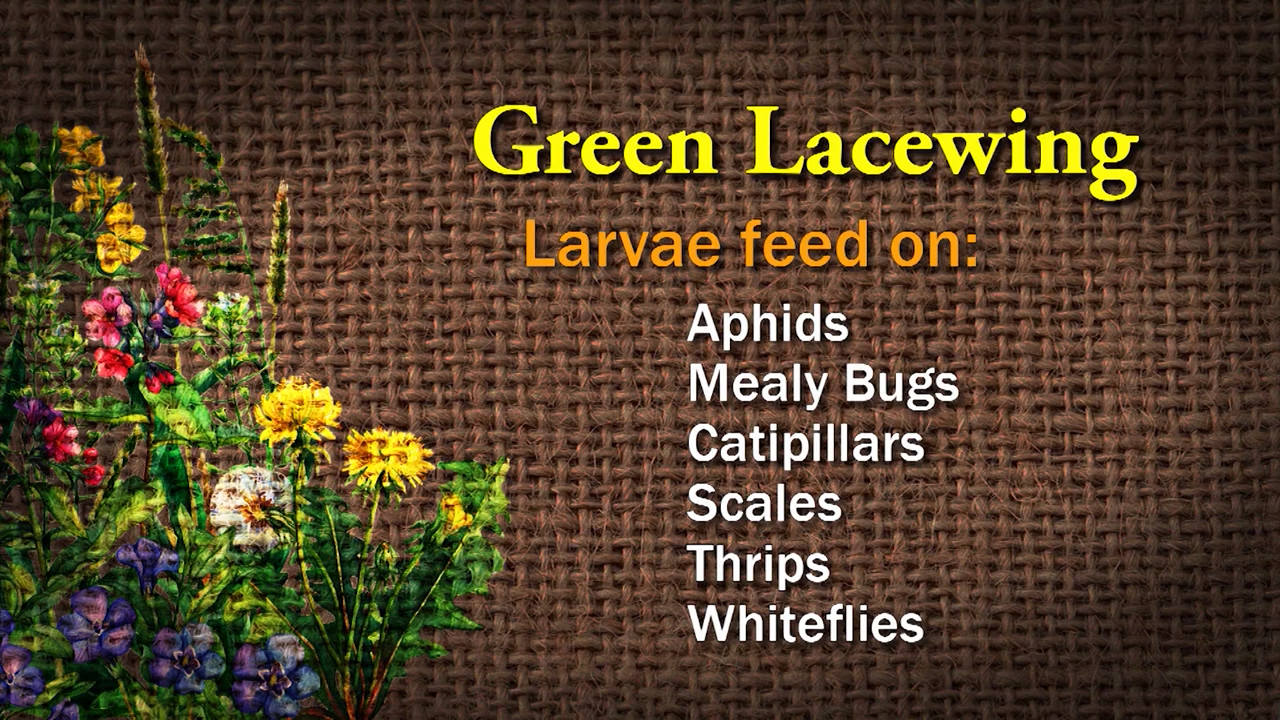 Green Lacewing
Larvae feed on:
Aphids
Mealy Bugs
Catipillars
Scales
Thrips
Whiteflies